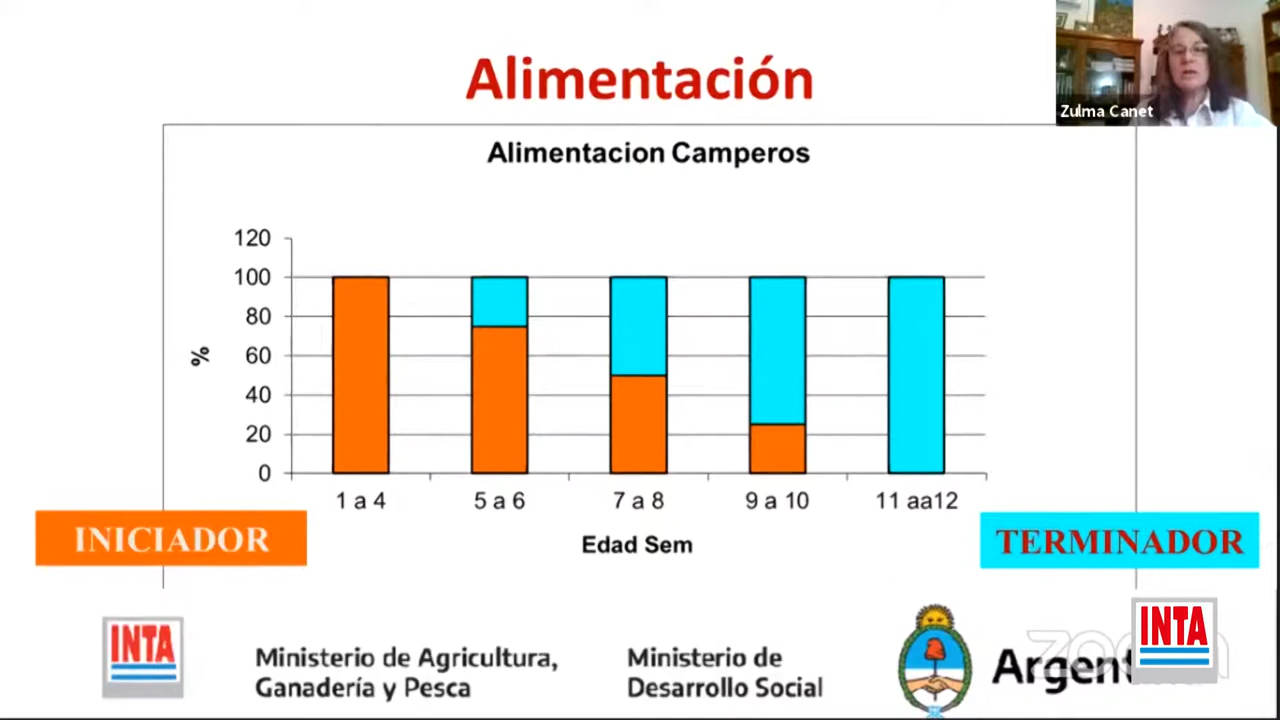 Alimentación
Zulma Canet
Alimentacion Camperos
120
100
80
60
40
20
0
%
1 a 4
5 a 6
7 a 8
9 a 10
11 aa12
Edad Sem
INICIADOR
TERMINADOR
INTA
Ministerio de Agricultura,
Ganadería y Pesca
Ministerio de
Desarrollo Social
Argent
zoom
INTA